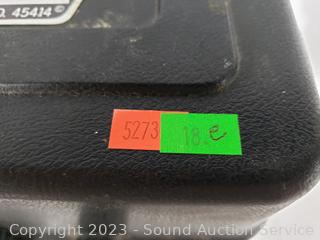 O. 45414©
5273
18 e
Copyright 2023 - Sound Auction Service